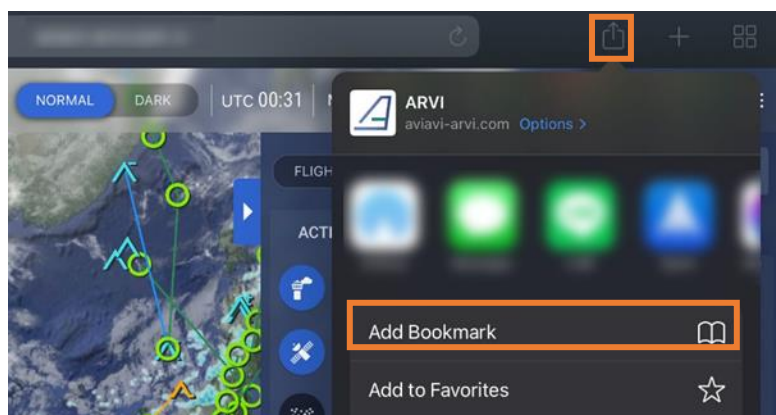 NORMAL DARK UTC 00:31
ARVI
aviavi-arvi.com Options >
FLIGH
ACTI
Add Bookmark
Add to Favorites